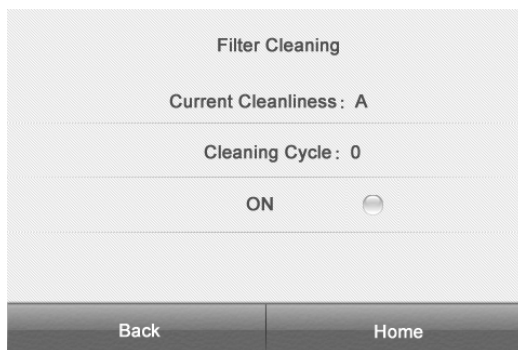 Filter Cleaning
Current Cleanliness: A
Cleaning Cycle: 0
ON
Back Home